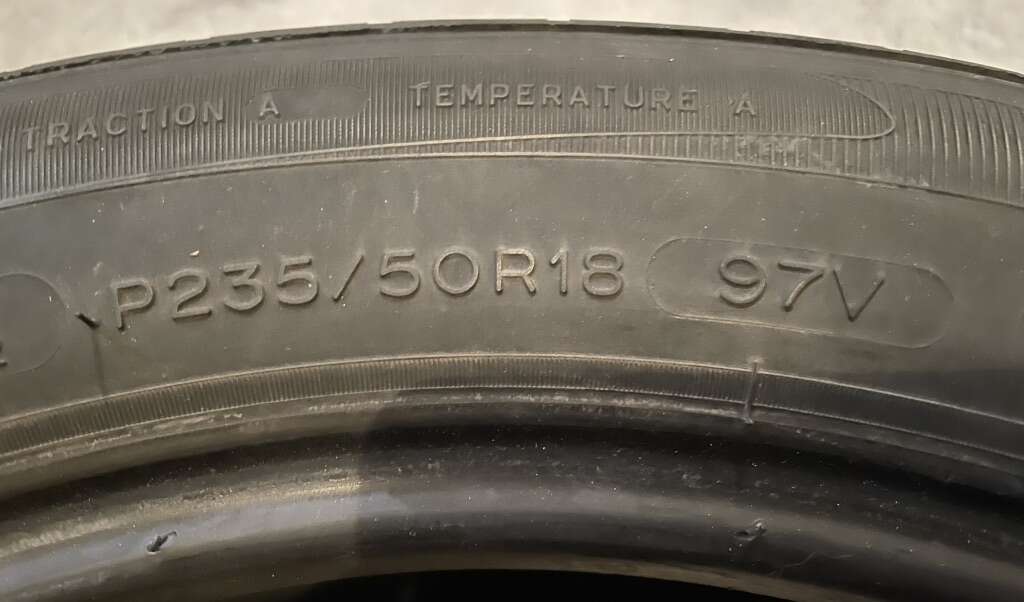 TRACTION A TEMPERATURE A
P235/50R18 97V